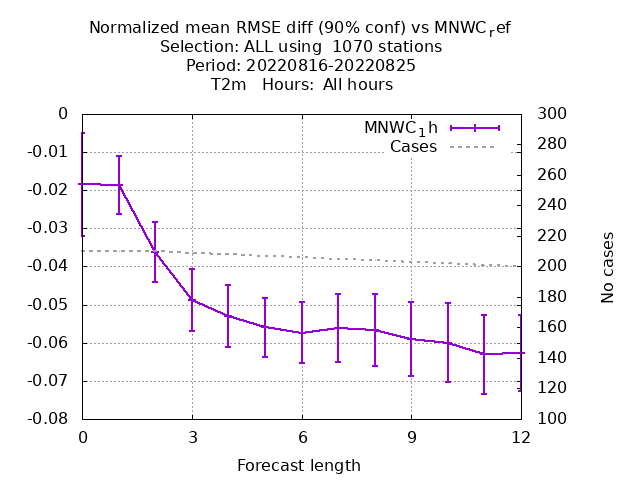 Normalized mean RMSE diff (90% conf) vs MNWC_ref
Selection: ALL using  1070 stations
Period: 20220816-20220825
T2m   Hours:  All hours
MNWC_1h
Cases
0
-0.01
-0.02
-0.03
-0.04
-0.05
-0.06
-0.07
-0.08
300
280
260
240
220
200
180
160
140
120
100
No cases
0 3 6 9 12
Forecast length